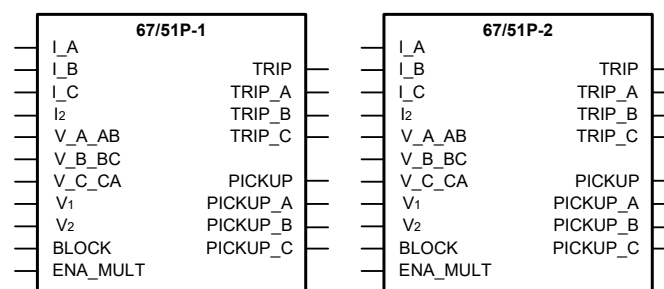 67/51P-1
I_A
I_B TRIP
I_C TRIP_A
I2 TRIP_B
V_A_AB TRIP_C
V_B_BC
V_C_CA PICKUP
V1 PICKUP_A
V2 PICKUP_B
BLOCK PICKUP_C
ENA_MULT
67/51P-2
I_A
I_B TRIP
I_C TRIP_A
I2 TRIP_B
V_A_AB TRIP_C
V_B_BC
V_C_CA PICKUP
V1 PICKUP_A
V2 PICKUP_B
BLOCK PICKUP_C
ENA_MULT